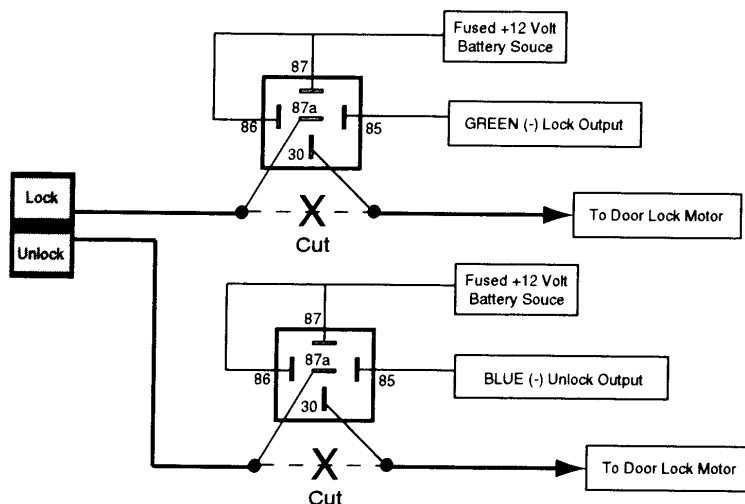 Fused +12 Volt
Battery Souce
87
87a
86
85
30
GREEN (-) Lock Output
Lock
Unlock
X
Cut
To Door Lock Motor
Fused +12 Volt
Battery Souce
87
87a
86
85
30
BLUE (-) Unlock Output
X
Cut
To Door Lock Motor